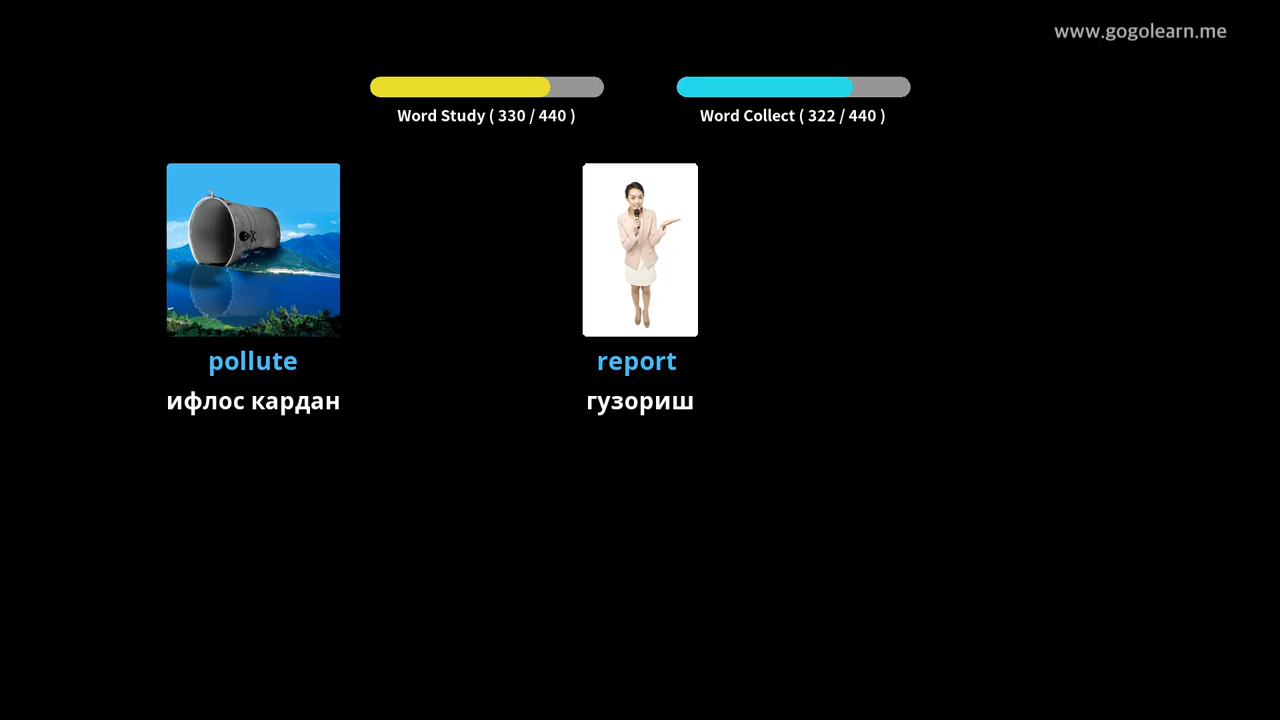 www.gogolearn.me
Word Study ( 330 / 440 )
Word Collect ( 322 / 440 )
pollute
report
ифлос кардан
гузориш